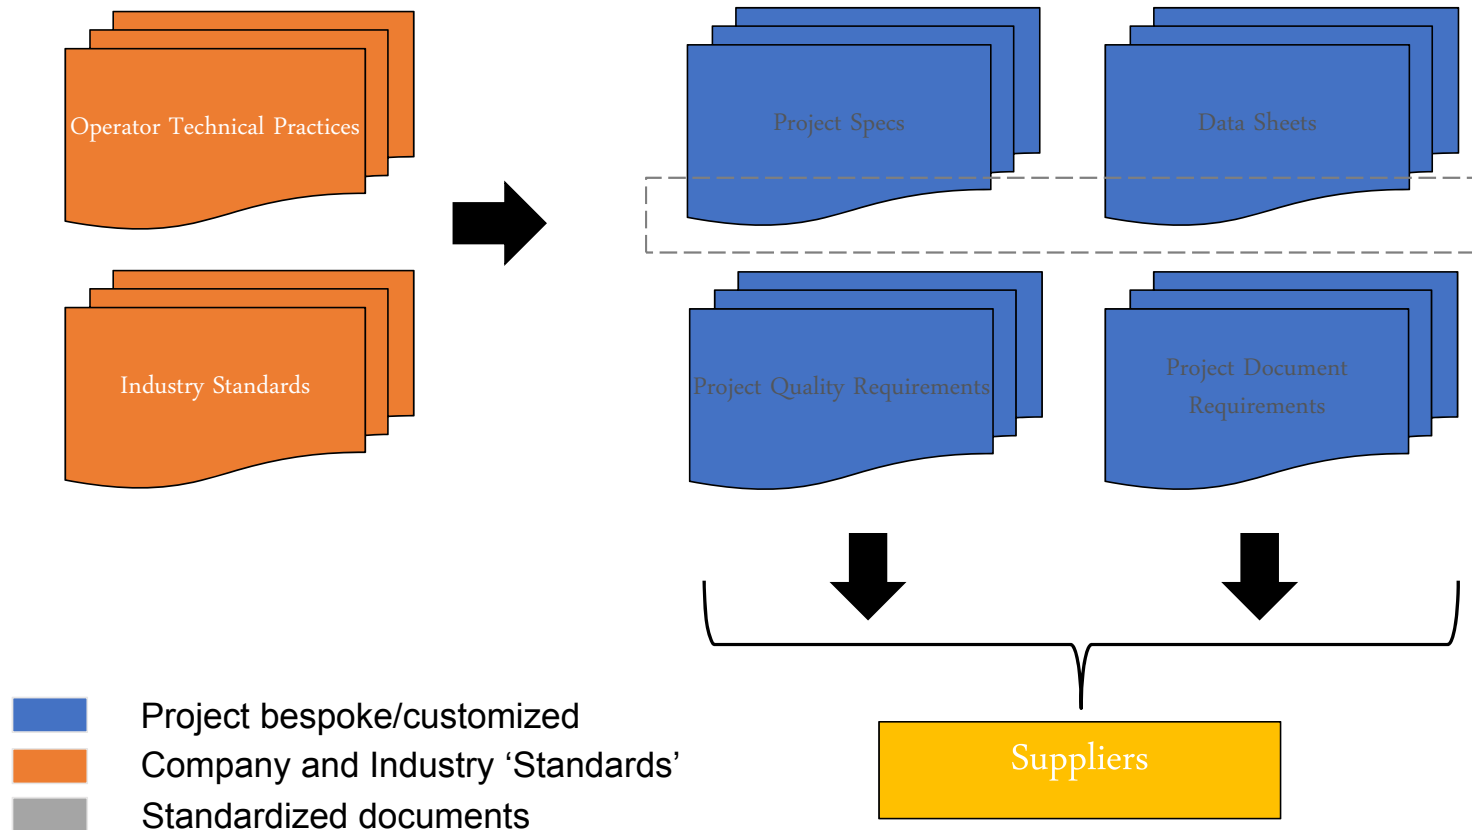 Operator Technical Practices
Project Specs
Data Sheets
Industry Standards
Project Quality Requirements
Project Document
Requirements
Project bespoke/customized
Company and Industry ‘Standards’
Standardized documents
Suppliers